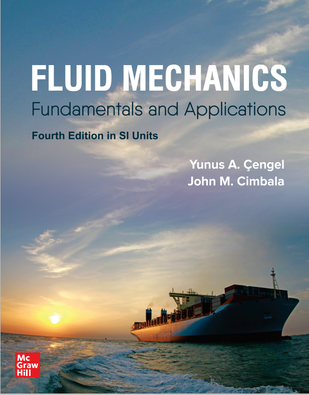 FLUID MECHANICS
Fundamentals and Applications
Fourth Edition in SI Units
Yunus A. Çengel
John M. Cimbala
Mc
Graw
Hill